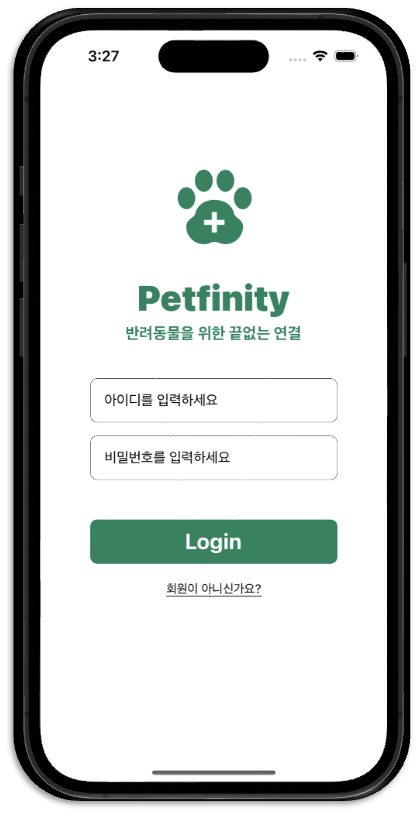 3:27
Petfinity
반려동물을 위한 끝없는 연결
아이디를 입력하세요
비밀번호를 입력하세요
Login
회원이 아니신가요?